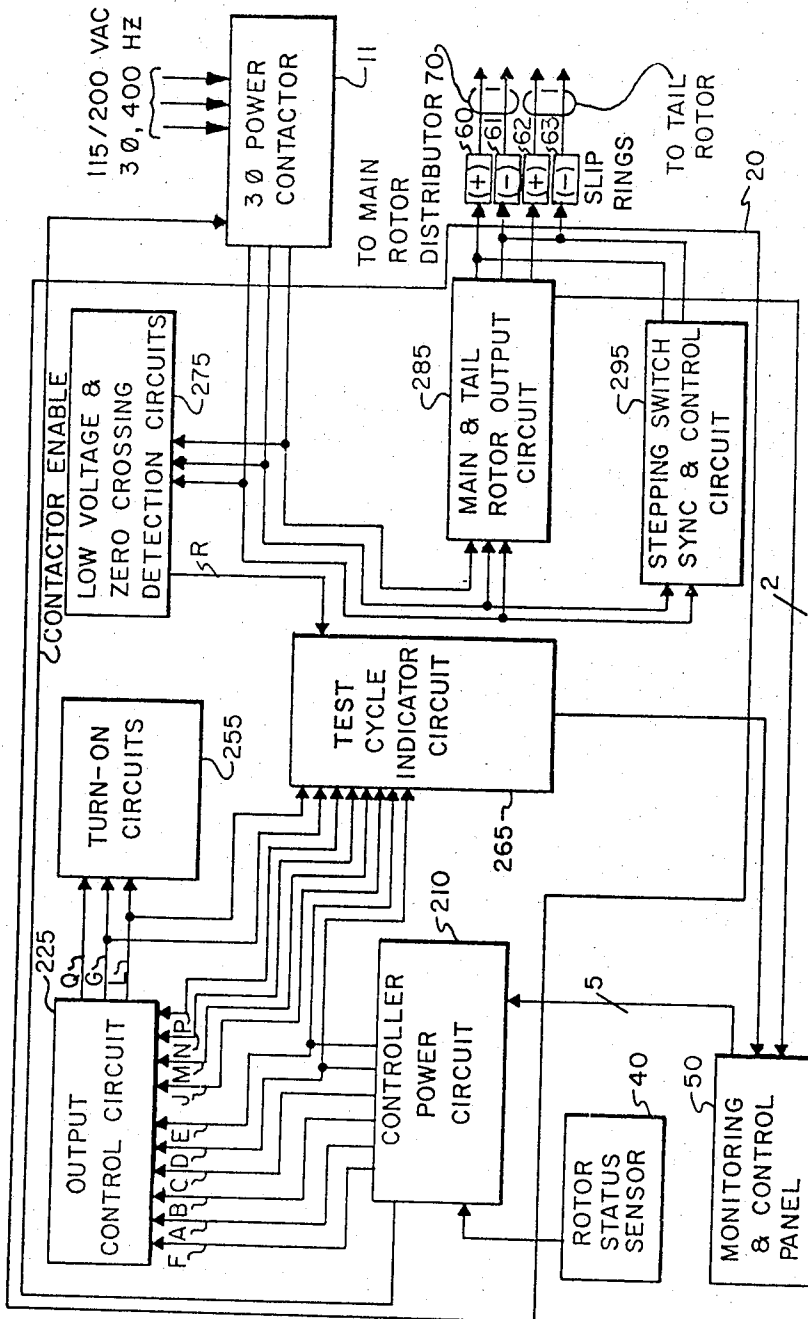 115/200 VAC
3Ø, 400 Hz
3Ø POWER
CONTACTOR
11
CONTACTOR ENABLE
LOW VOLTAGE &
ZERO CROSSING
DETECTION CIRCUITS
275
R
TURN-ON
CIRCUITS
255
225
Q
G
L
OUTPUT
CONTROL CIRCUIT
F A B C D E J M N P
TEST
CYCLE
INDICATOR
CIRCUIT
265
CONTROLLER
POWER
CIRCUIT
210
5
ROTOR
STATUS
SENSOR
40
MONITORING
& CONTROL
PANEL
50
MAIN & TAIL
ROTOR OUTPUT
CIRCUIT
285
STEPPING SWITCH
SYNC & CONTROL
CIRCUIT
295
2
TO MAIN
ROTOR
DISTRIBUTOR 70
60
61
62
63
(+)
(-)
(+)
(-)
SLIP
RINGS
TO TAIL
ROTOR
20